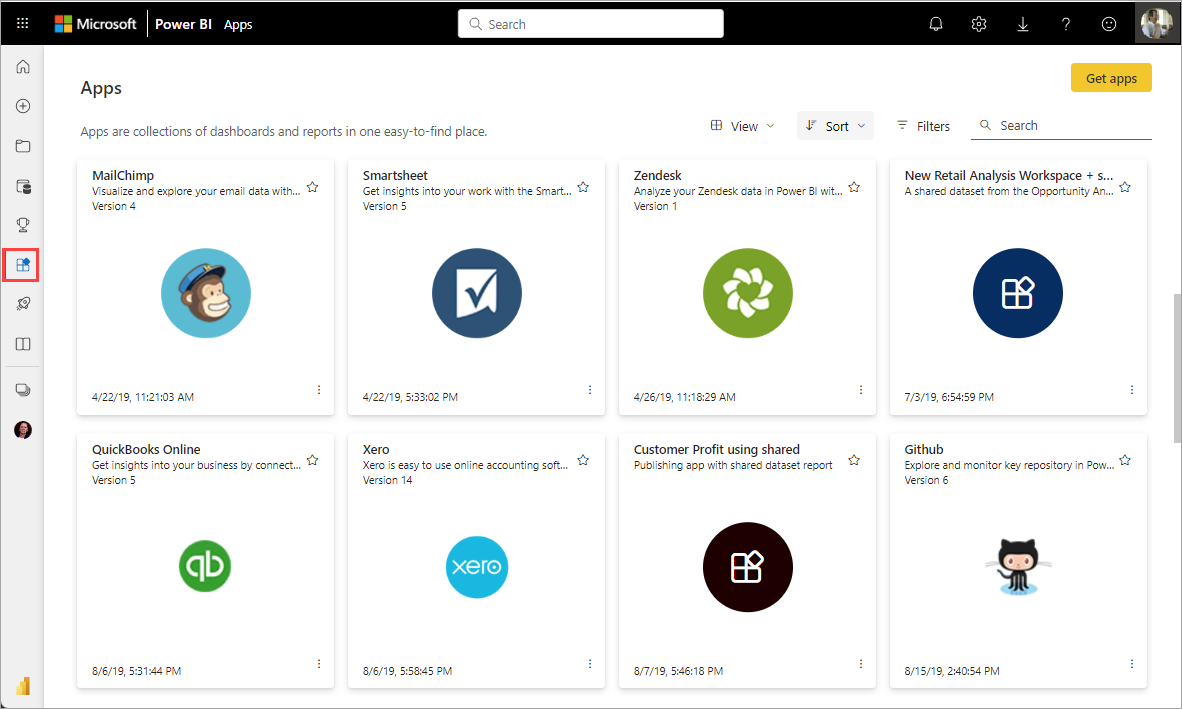 Microsoft Power BI Apps Search ?
Apps
Get apps
Apps are collections of dashboards and reports in one easy-to-find place.
View Sort Filters Search
MailChimp
Visualize and explore your email data with...
Version 4
4/22/19, 11:21:03 AM
Smartsheet
Get insights into your work with the Smart...
Version 5
4/22/19, 5:33:02 PM
Zendesk
Analyze your Zendesk data in Power BI wit...
Version 1
4/26/19, 11:18:29 AM
New Retail Analysis Workspace + s...
A shared dataset from the Opportunity An...
7/3/19, 6:54:59 PM
QuickBooks Online
Get insights into your business by connect...
Version 5
qb
8/6/19, 5:31:44 PM
Xero
Xero is easy to use online accounting soft...
Version 14
xero
8/6/19, 5:58:45 PM
Customer Profit using shared
Publishing app with shared dataset report
8/7/19, 5:46:18 PM
Github
Explore and monitor key repository in Pow...
Version 6
8/15/19, 2:40:54 PM